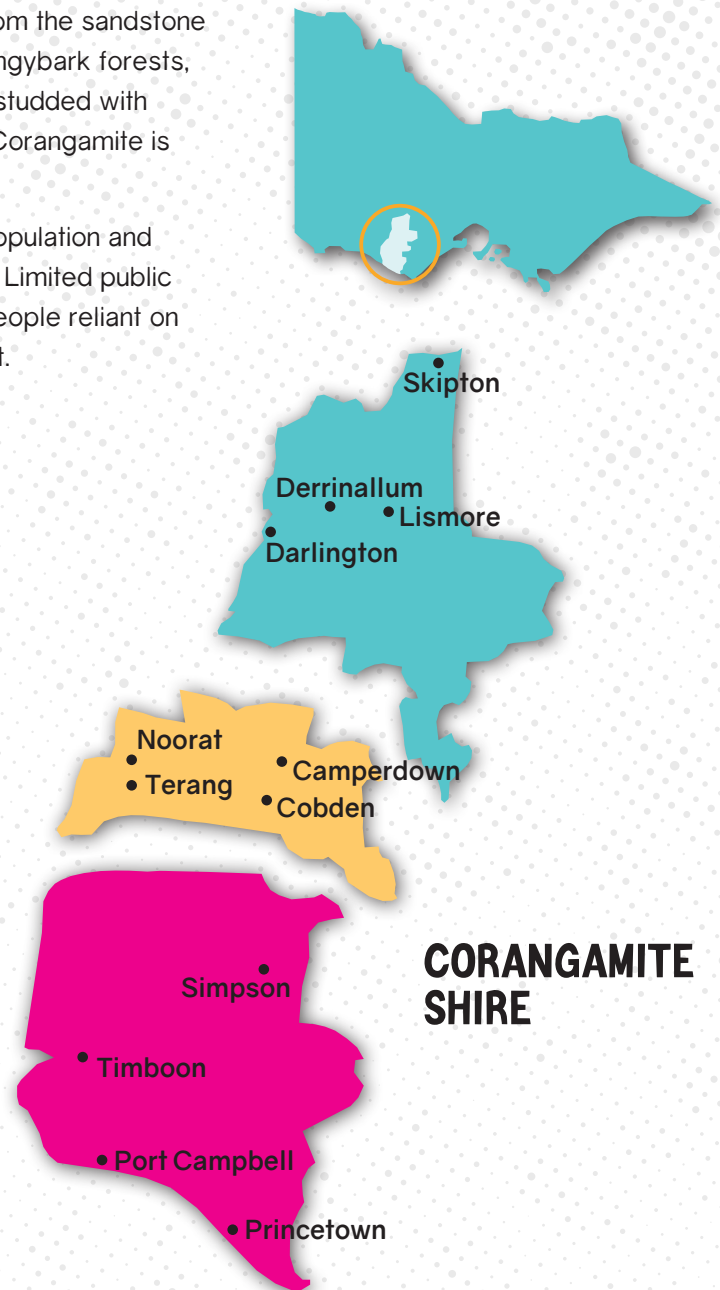 om the sandstone
ngybark forests,
studded with
Corangamite is
opulation and
Limited public
eople reliant on
t.
Skipton
Derrinallum
Lismore
Darlington
Noorat
Camperdown
Terang
Cobden
CORANGAMITE
SHIRE
Simpson
Timboon
Port Campbell
Princetown